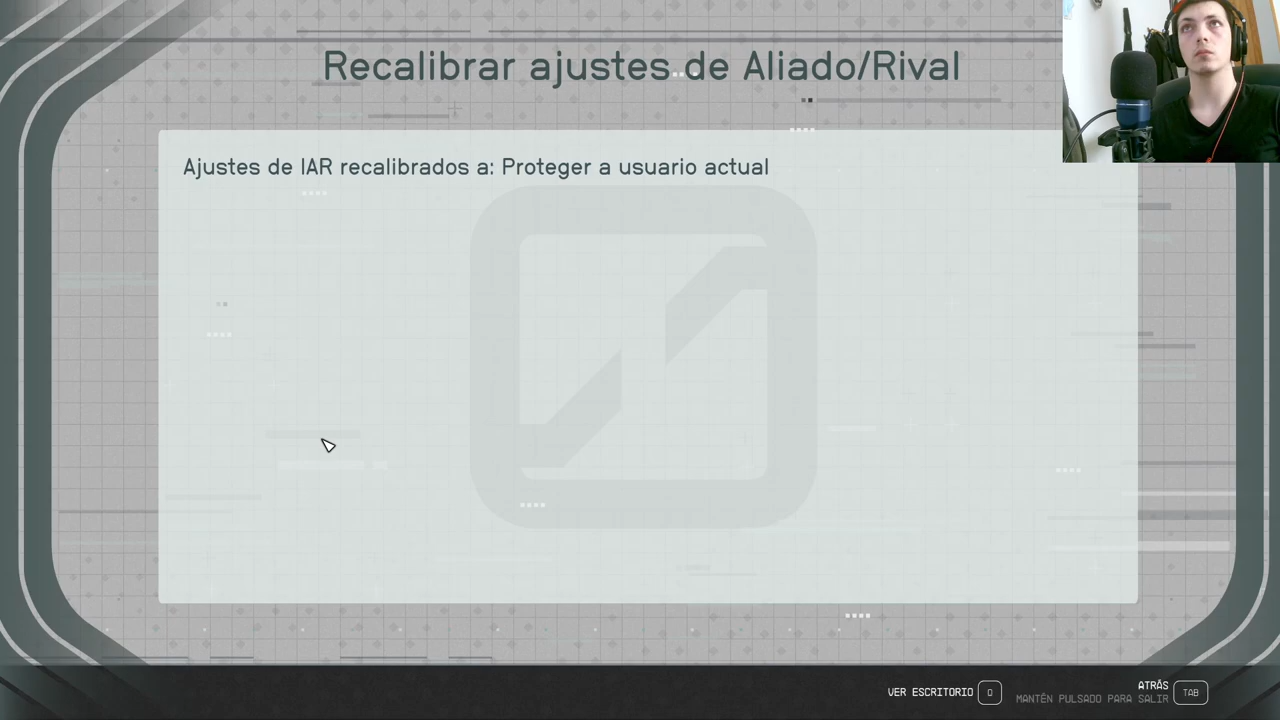 Recalibrar ajustes de Aliado/Rival
Ajustes de IAR recalibrados a: Proteger a usuario actual
VER ESCRITORIO Q
ATRÁS
MANTÉN PULSADO PARA SALIR TAB